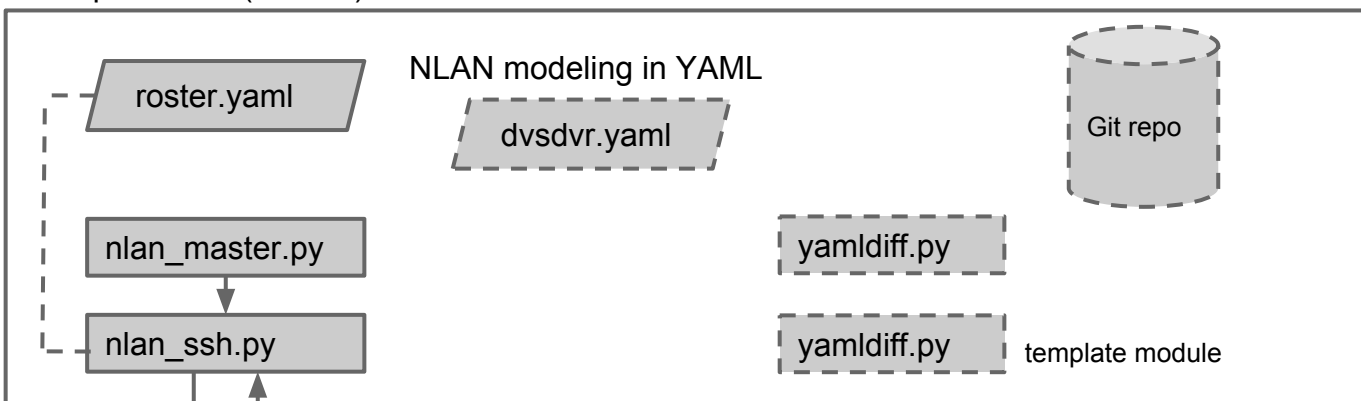 roster.yaml
NLAN modeling in YAML
dvsdvr.yaml
Git repo
nlan_master.py
yamldiff.py
nlan_ssh.py
yamldiff.py
template module